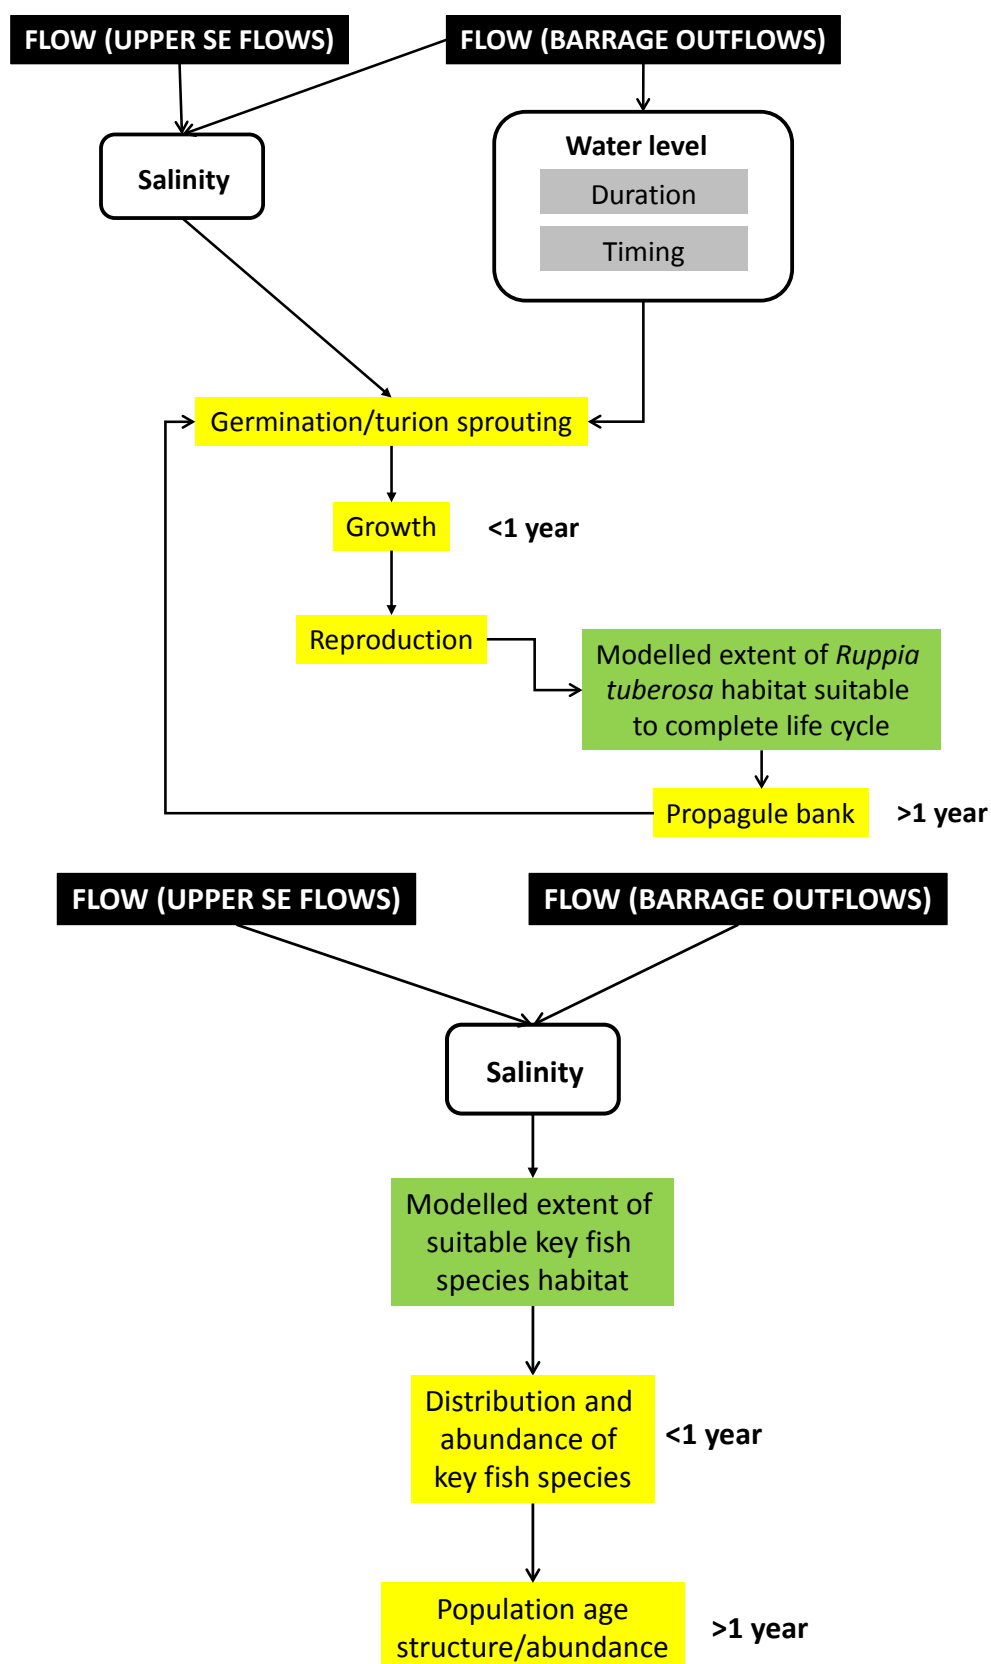 FLOW (UPPER SE FLOWS)
FLOW (BARRAGE OUTFLOWS)
Salinity
Water level
Duration
Timing
Germination/turion sprouting
Growth
<1 year
Reproduction
Modelled extent of Ruppia
tuberosa habitat suitable
to complete life cycle
Propagule bank
>1 year
FLOW (UPPER SE FLOWS)
FLOW (BARRAGE OUTFLOWS)
Salinity
Modelled extent of
suitable key fish
species habitat
Distribution and
abundance of
key fish species
<1 year
Population age
structure/abundance
>1 year